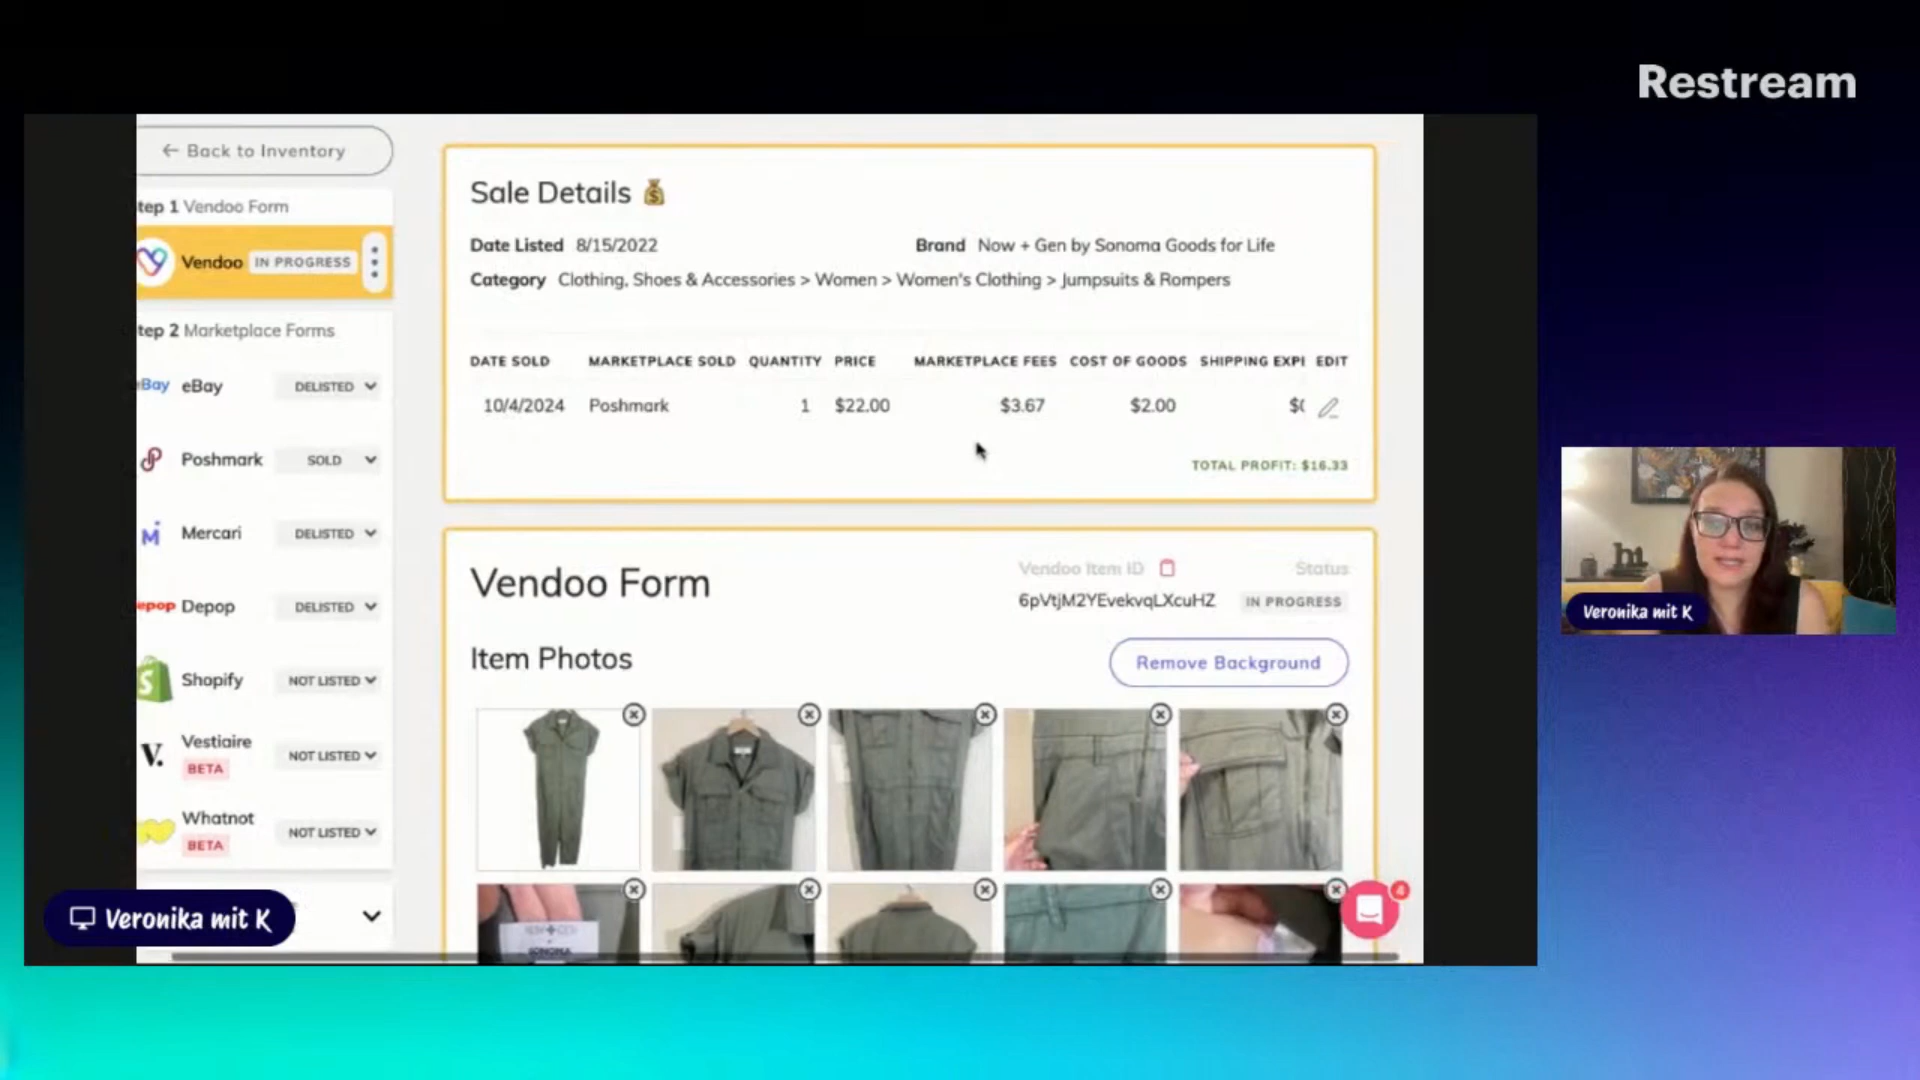 Restream
← Back to Inventory
tep 1 Vendoo Form
Vendoo IN PROGRESS
tep 2 Marketplace Forms
eBay eBay DELISTED
Poshmark SOLD
Mercari DELISTED
depop Depop DELISTED
Shopify NOT LISTED
V. Vestiaire BETA NOT LISTED
Whatnot BETA NOT LISTED
Veronika mit K
Sale Details
Date Listed 8/15/2022 Brand Now + Gen by Sonoma Goods for Life
Category Clothing, Shoes & Accessories > Women > Women's Clothing > Jumpsuits & Rompers
DATE SOLD MARKETPLACE SOLD QUANTITY PRICE MARKETPLACE FEES COST OF GOODS SHIPPING EXPI EDIT
10/4/2024 Poshmark 1 $22.00 $3.67 $2.00 $(
TOTAL PROFIT: $16.33
Vendoo Form
Vendoo Item ID Status
6pVtjM2YEvekvqLXcuHZ IN PROGRESS
Item Photos
Remove Background
SONOMA
4
hi
Veronika mit K